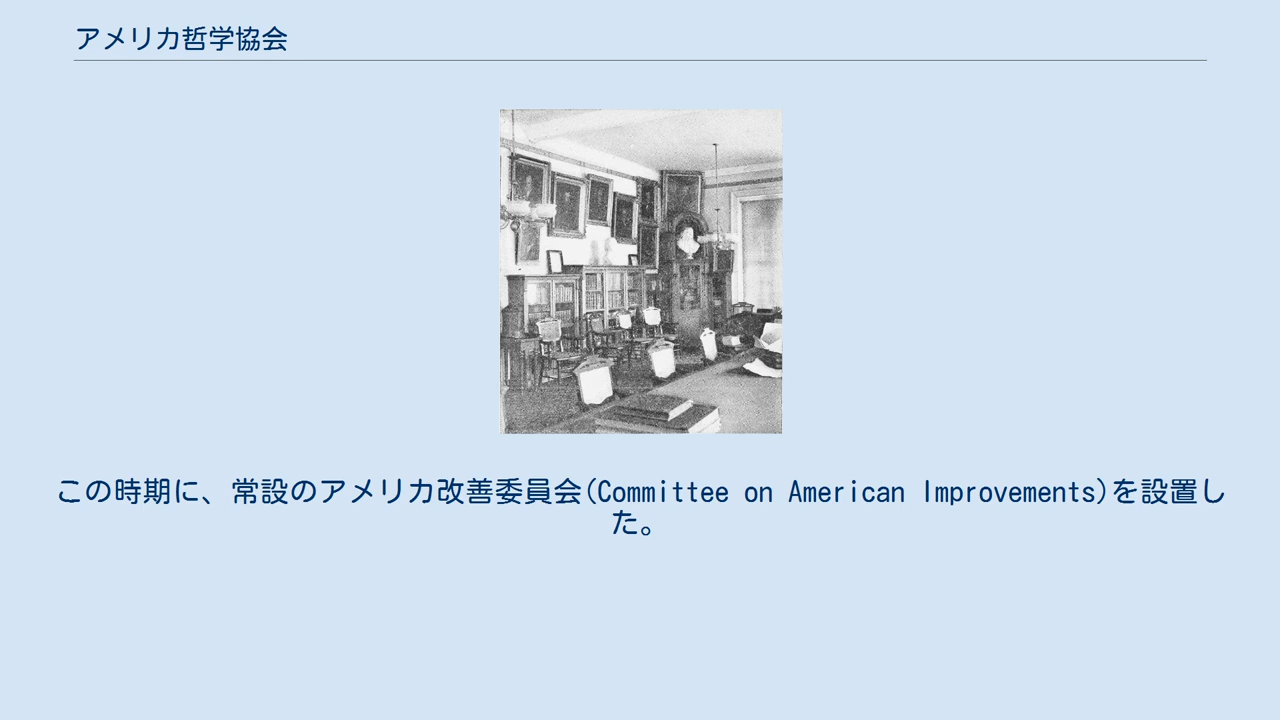 アメリカ哲学協会
この時期に、常設のアメリカ改善委員会(Committee on American Improvements)を設置し
た。